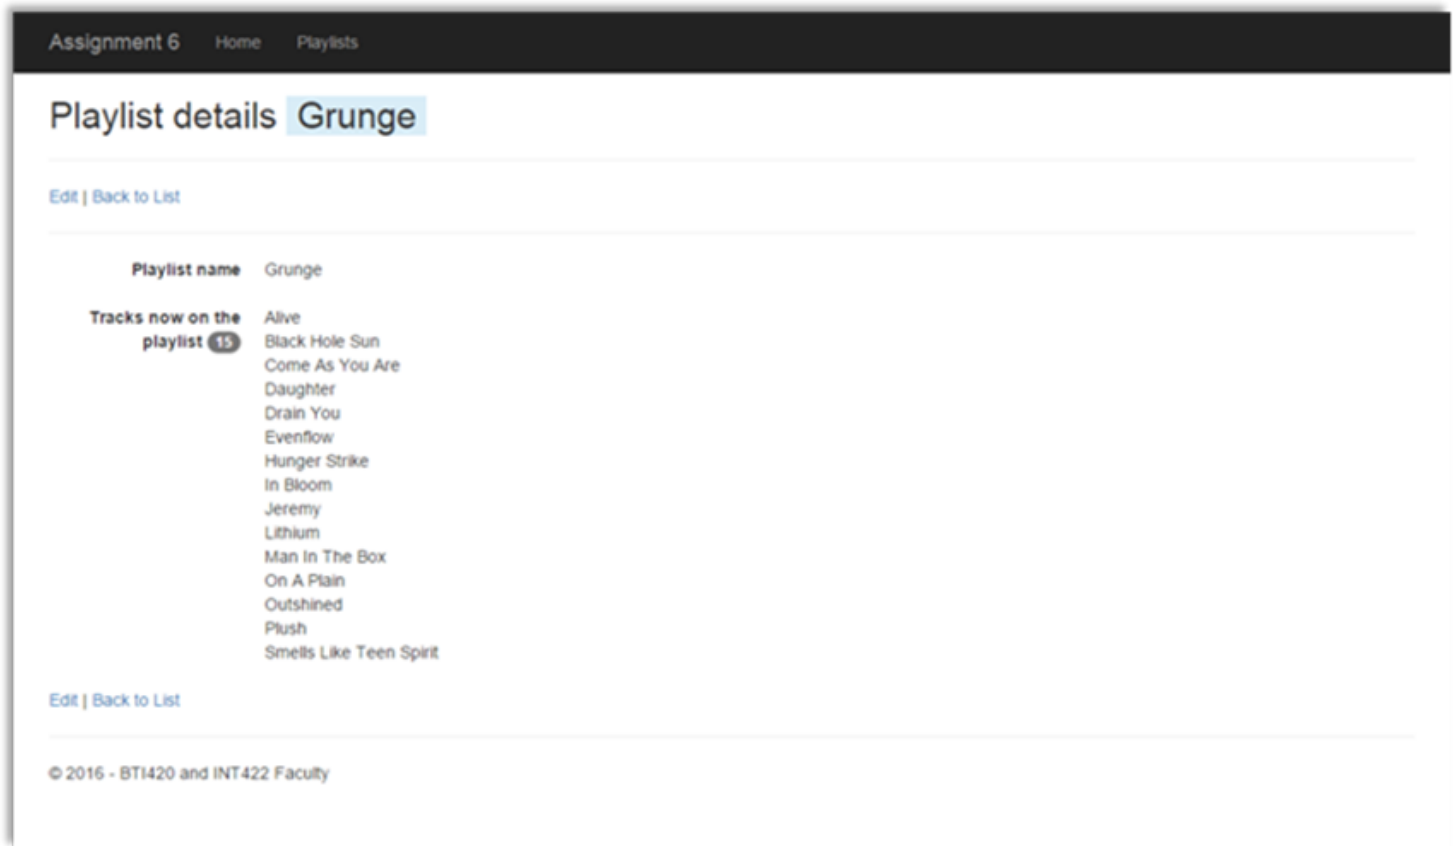 Assignment 6 Home Playlists
Playlist details Grunge
Edit | Back to List
Playlist name Grunge
Tracks now on the Alive
playlist 15 Black Hole Sun
Come As You Are
Daughter
Drain You
Evenflow
Hunger Strike
In Bloom
Jeremy
Lithium
Man In The Box
On A Plain
Outshined
Plush
Smells Like Teen Spirit
Edit | Back to List
© 2016 - BTI420 and INT422 Faculty